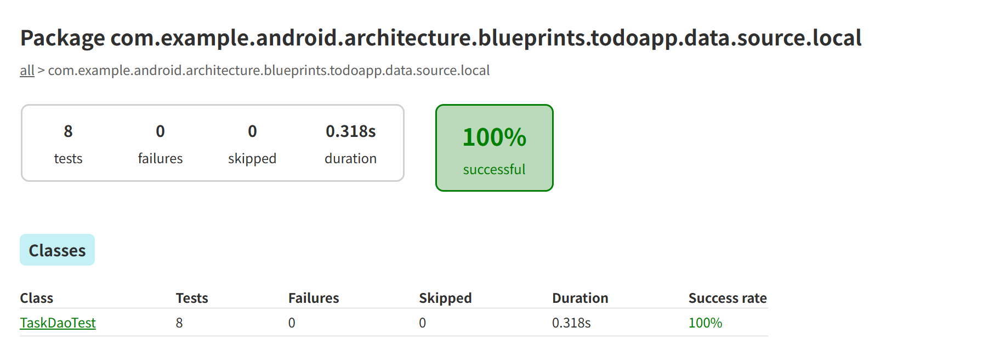 Package com.example.android.architecture.blueprints.todoapp.data.source.local
all > com.example.android.architecture.blueprints.todoapp.data.source.local
8 0 0 0.318s
tests failures skipped duration
100%
successful
Classes
Class Tests Failures Skipped Duration Success rate
TaskDaoTest 8 0 0 0.318s 100%